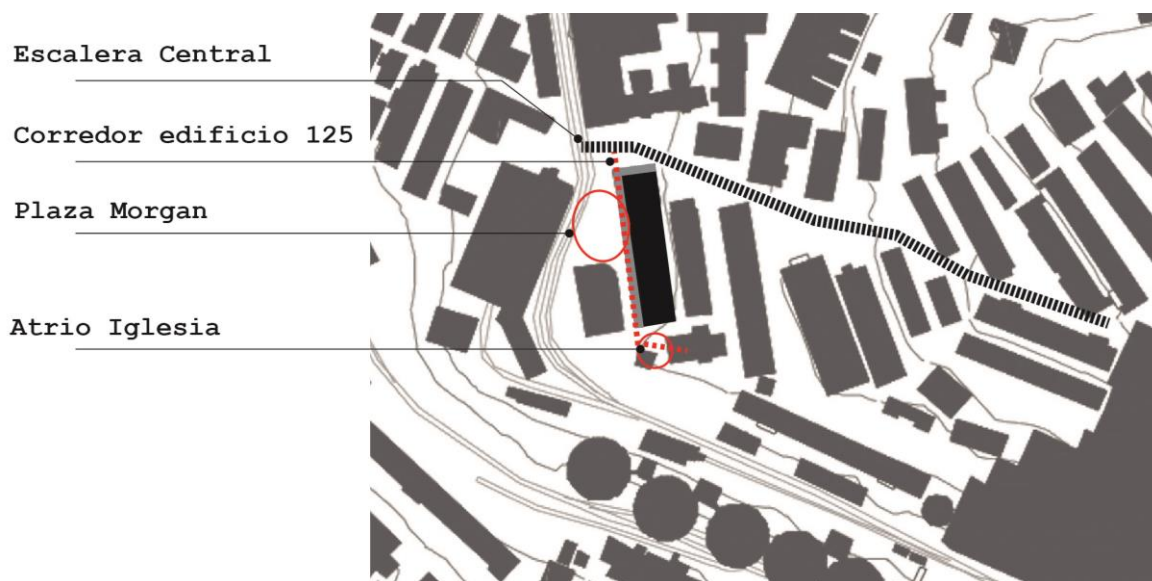 Escalera Central
Corredor edificio 125
Plaza Morgan
Atrio Iglesia